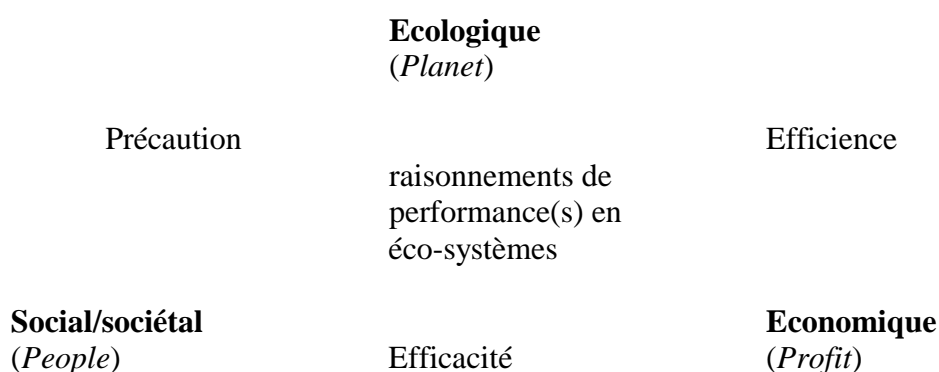 Ecologique
(Planet)
Précaution
Efficience
raisonnements de
performance(s) en
éco-systèmes
Social/sociétal
(People)
Efficacité
Economique
(Profit)